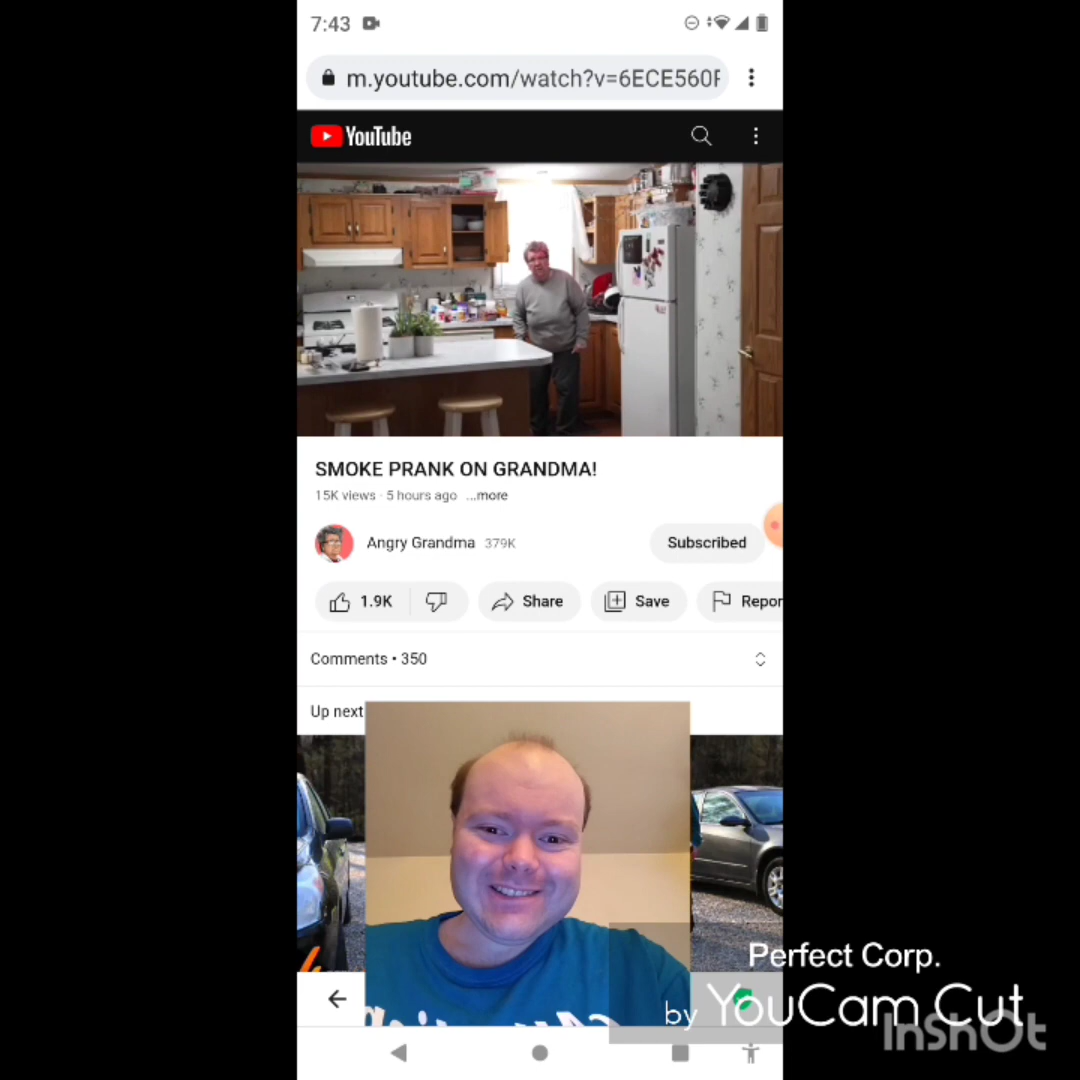 7:43
m.youtube.com/watch?v=6ECE560F
YouTube
SMOKE PRANK ON GRANDMA!
15K views · 5 hours ago ...more
Angry Grandma 379K
Subscribed
1.9K
Share
Save
Repor
Comments • 350
Up next
Perfect Corp.
by YouCam Cut
InShOt